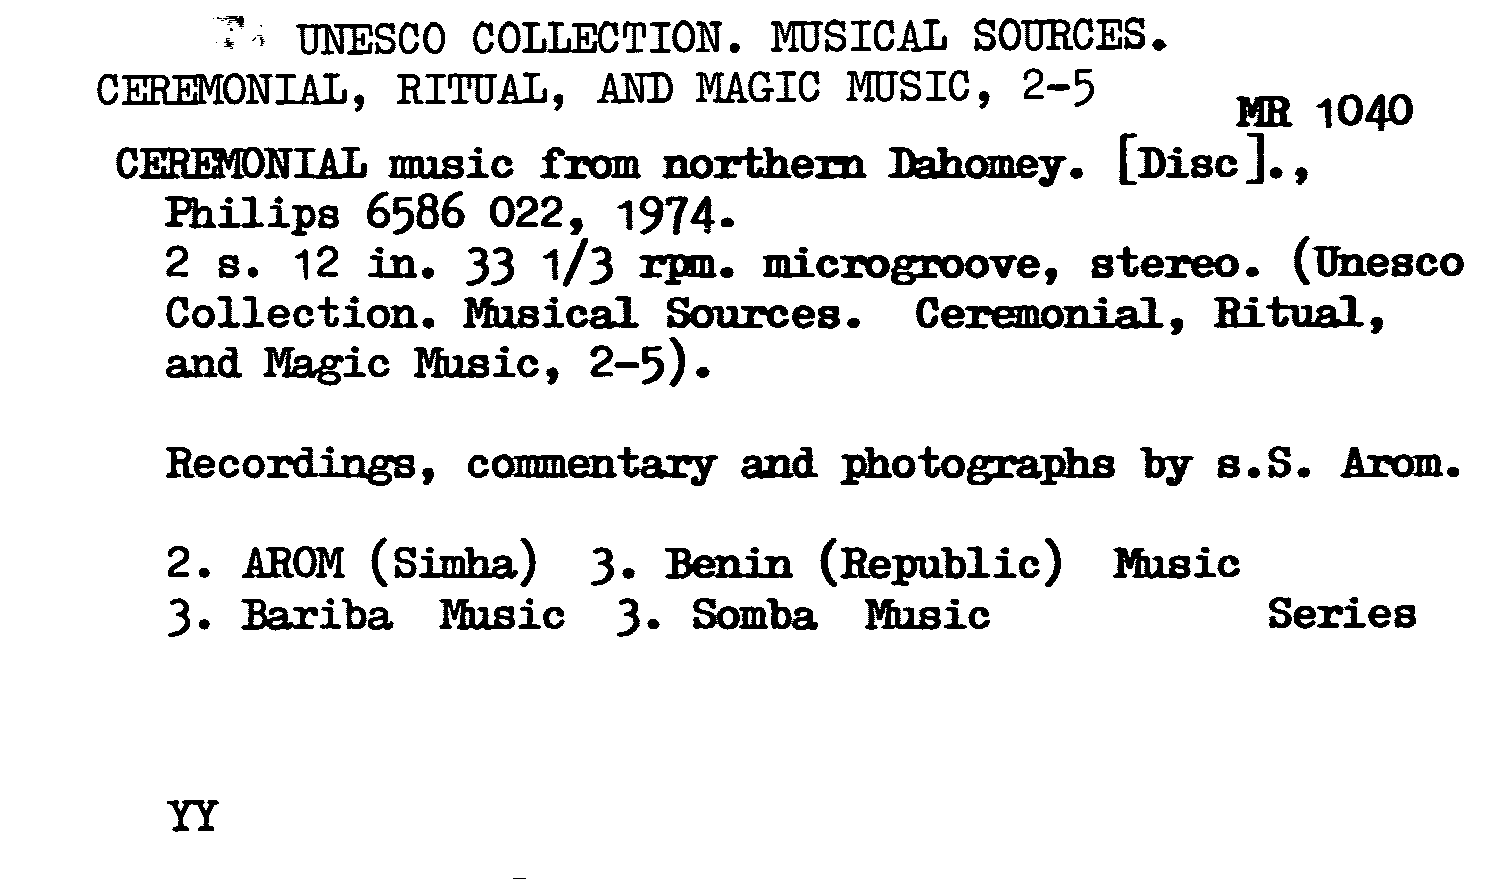 UNESCO COLLECTION. MUSICAL SOURCES.
CEREMONIAL, RITUAL, AND MAGIC MUSIC, 2-5
MR 1040
CEREMONIAL music from northern Dahomey. [Disc].,
Philips 6586 022, 1974.
2 s. 12 in. 33 1/3 rpm. microgroove, stereo. (Unesco
Collection. Musical Sources. Ceremonial, Ritual,
and Magic Music, 2-5).
Recordings, commentary and photographs by s.S. Arom.
2. AROM (Simha) 3. Benin (Republic) Music
3. Bariba Music 3. Somba Music Series
YY